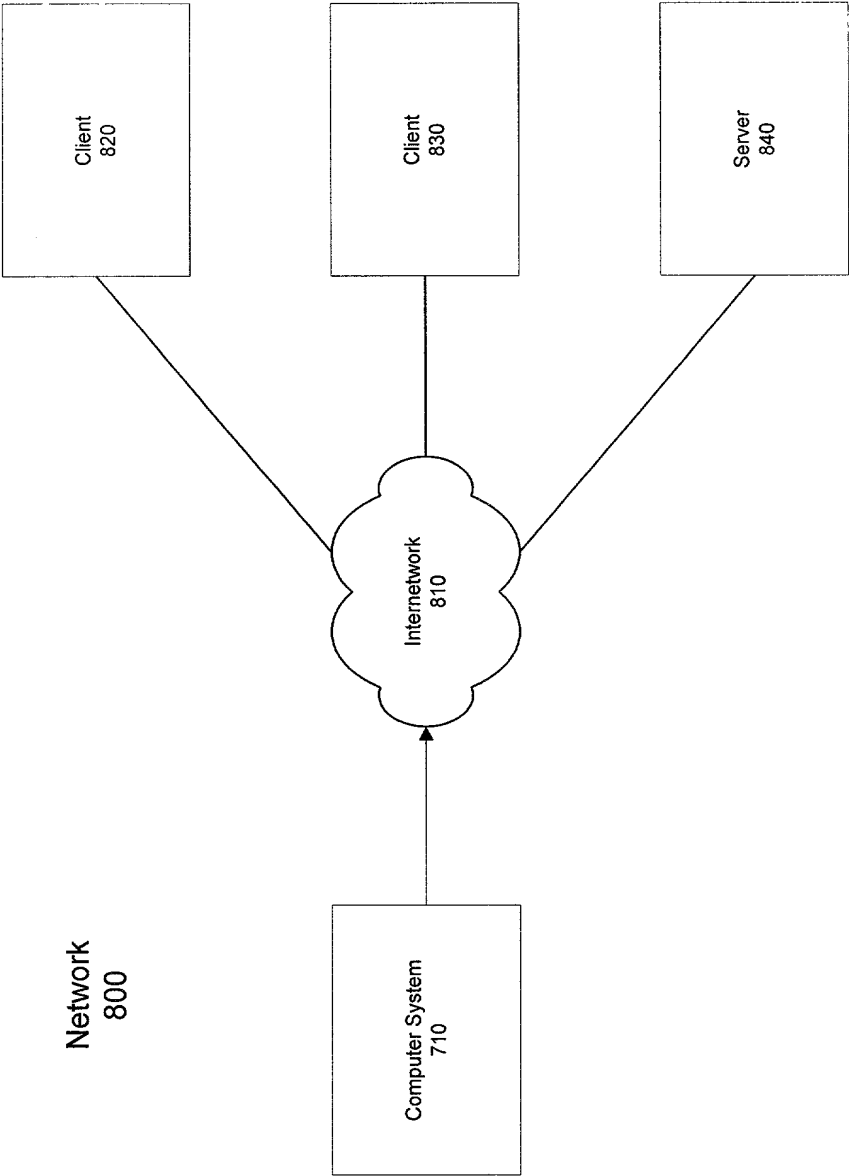 Network
800
Client
820
Client
830
Server
840
Internetwork
810
Computer System
710